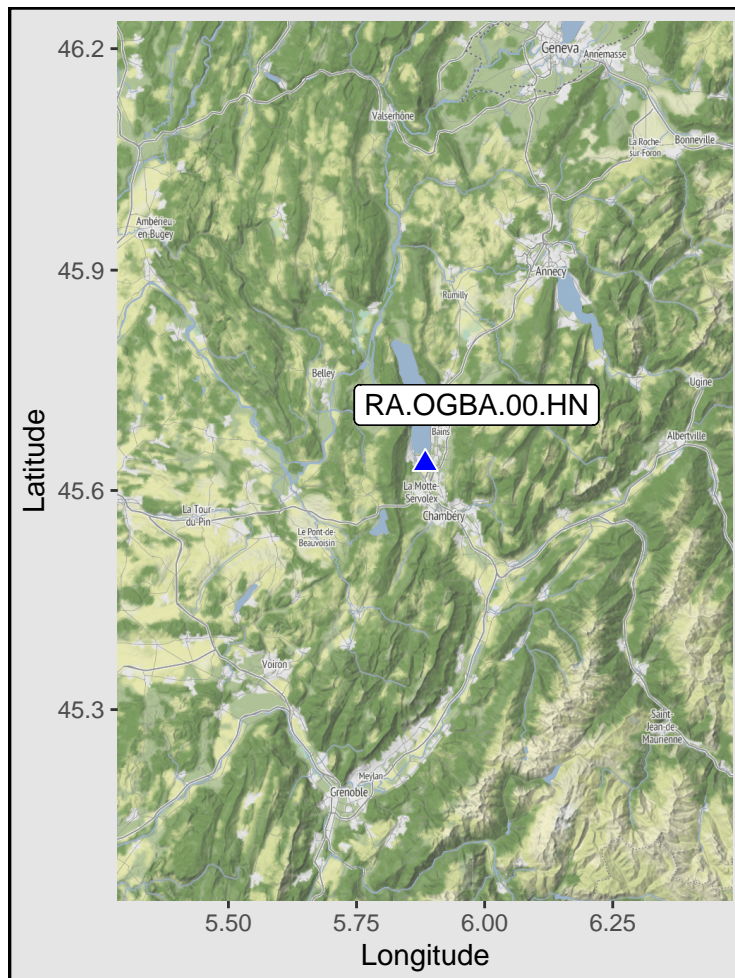 46.2
45.9
45.6
45.3
Latitude
5.50
5.75
6.00
6.25
Longitude
Geneva
Annemasse
Valserhône
La Roche-
sur-Foron
Bonneville
Ambérieu-
en-Bugey
Annecy
Rumilly
Belley
Ugine
RA.OGBA.00.HN
Bains
Albertville
La Motte-
Servolex
Chambéry
La Tour-
du-Pin
Le Pont-de-
Beauvoisin
Voiron
Saint-
Jean-de-
Maurienne
Meylan
Grenoble